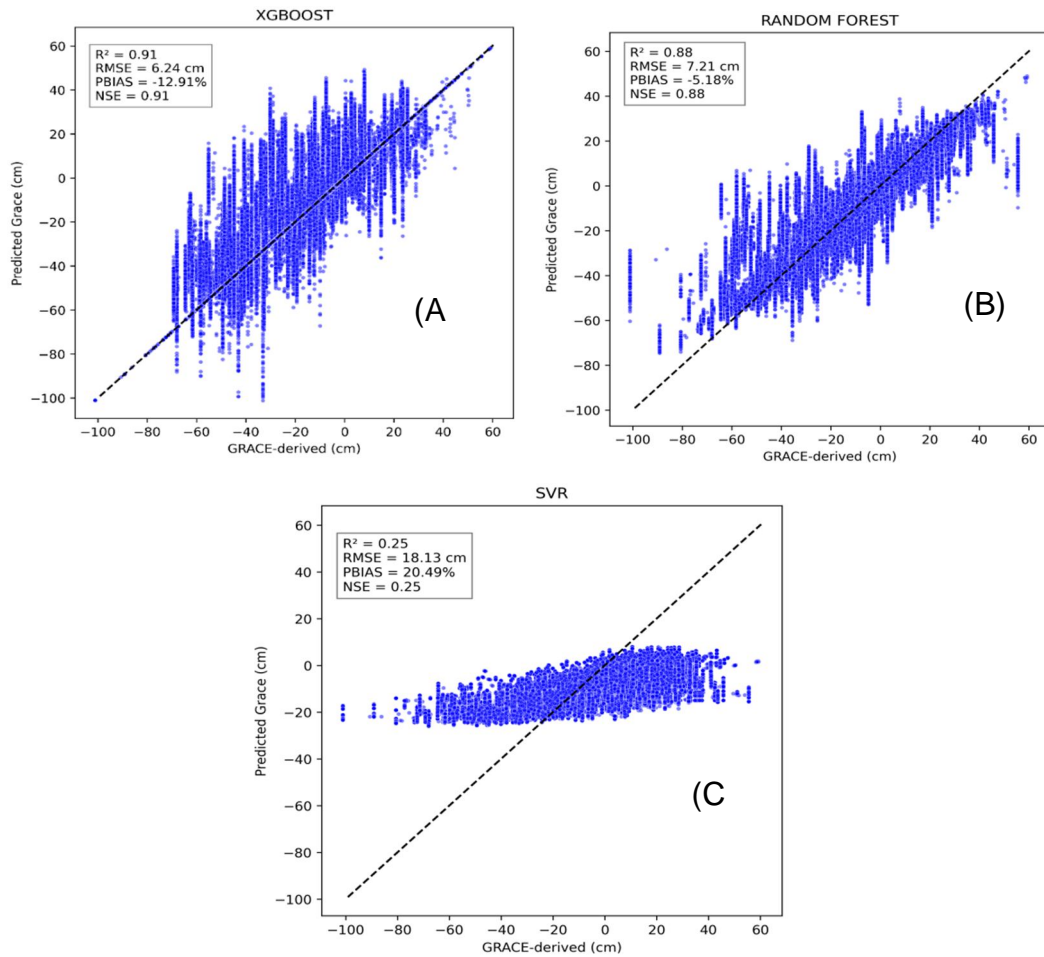 XGBOOST
R² = 0.91
RMSE = 6.24 cm
PBIAS = -12.91%
NSE = 0.91
60
40
20
0
−20
−40
−60
−80
−100
Predicted Grace (cm)
(A
−100 −80 −60 −40 −20 0 20 40 60
GRACE-derived (cm)
RANDOM FOREST
R² = 0.88
RMSE = 7.21 cm
PBIAS = -5.18%
NSE = 0.88
60
40
20
0
−20
−40
−60
−80
−100
Predicted Grace (cm)
(B)
−100 −80 −60 −40 −20 0 20 40 60
GRACE-derived (cm)
SVR
R² = 0.25
RMSE = 18.13 cm
PBIAS = 20.49%
NSE = 0.25
60
40
20
0
−20
−40
−60
−80
−100
Predicted Grace (cm)
(C
−100 −80 −60 −40 −20 0 20 40 60
GRACE-derived (cm)